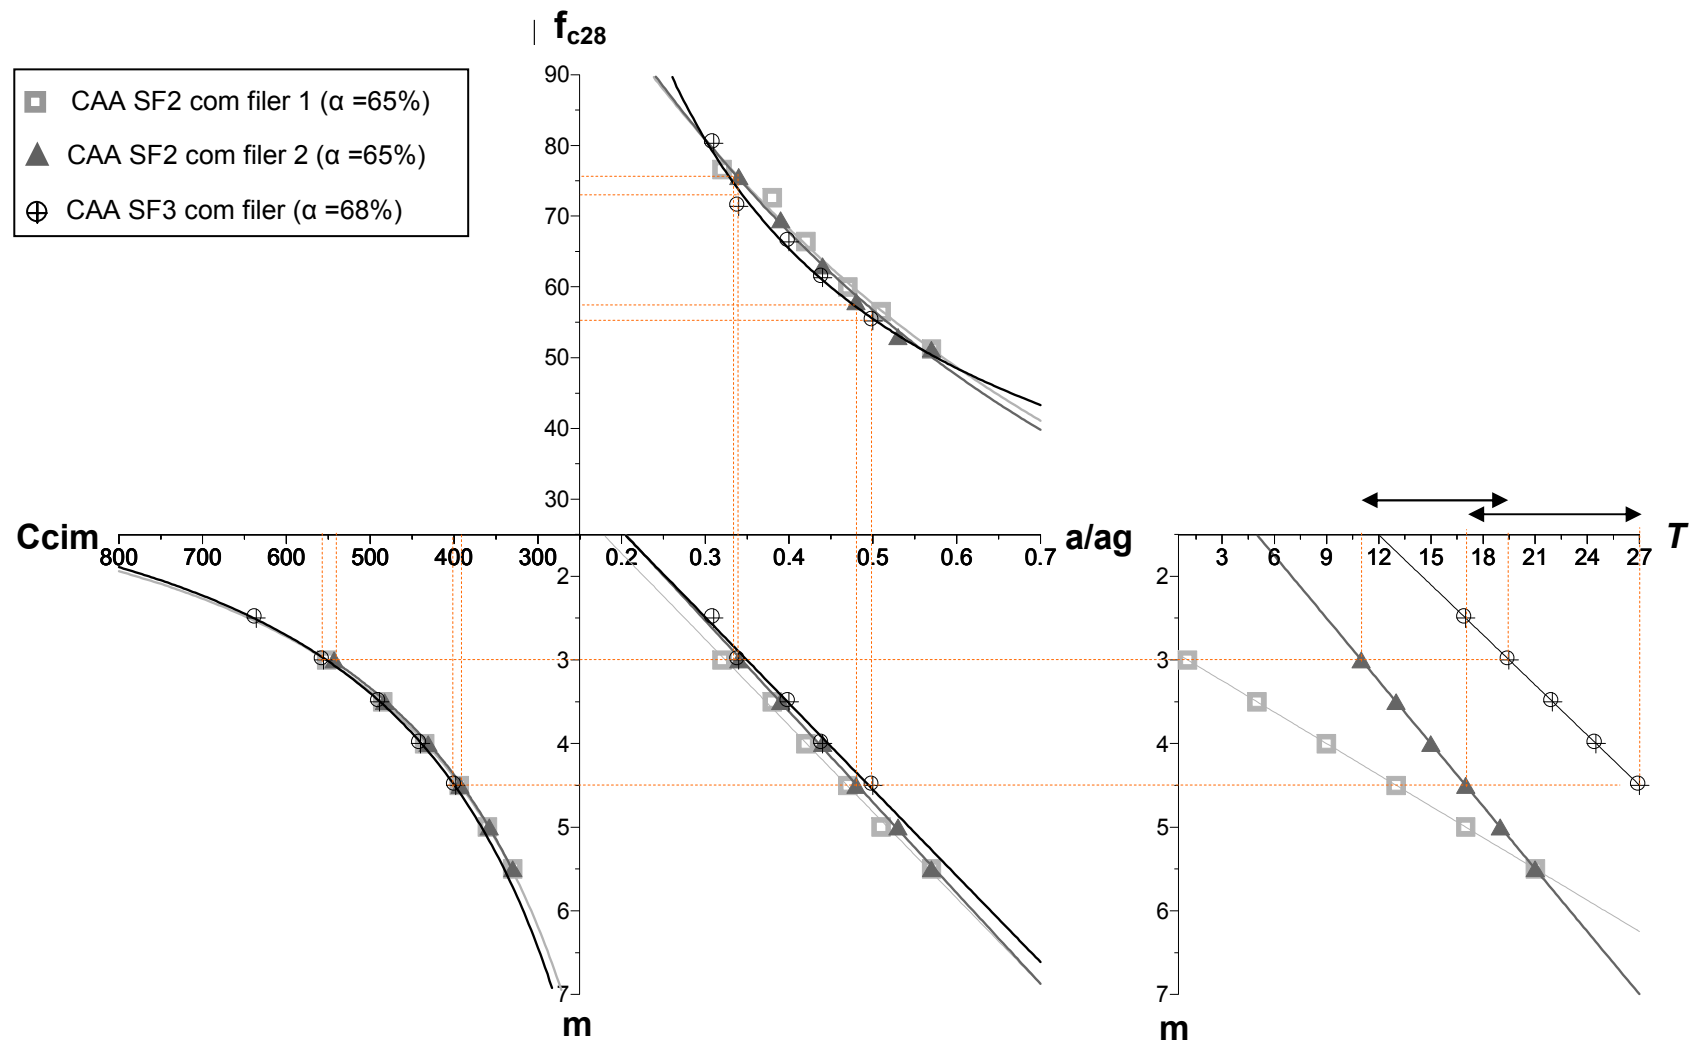 f c28
CAA SF2 com filer 1 (α =65%)
CAA SF2 com filer 2 (α =65%)
CAA SF3 com filer (α =68%)
90
80
70
60
50
40
30
Ccim
800 700 600 500 400 300
0.2 0.3 0.4 0.5 0.6 0.7
a/ag
3 6 9 12 15 18 21 24 27
T
2
3
4
5
6
7
m
2
3
4
5
6
7
m